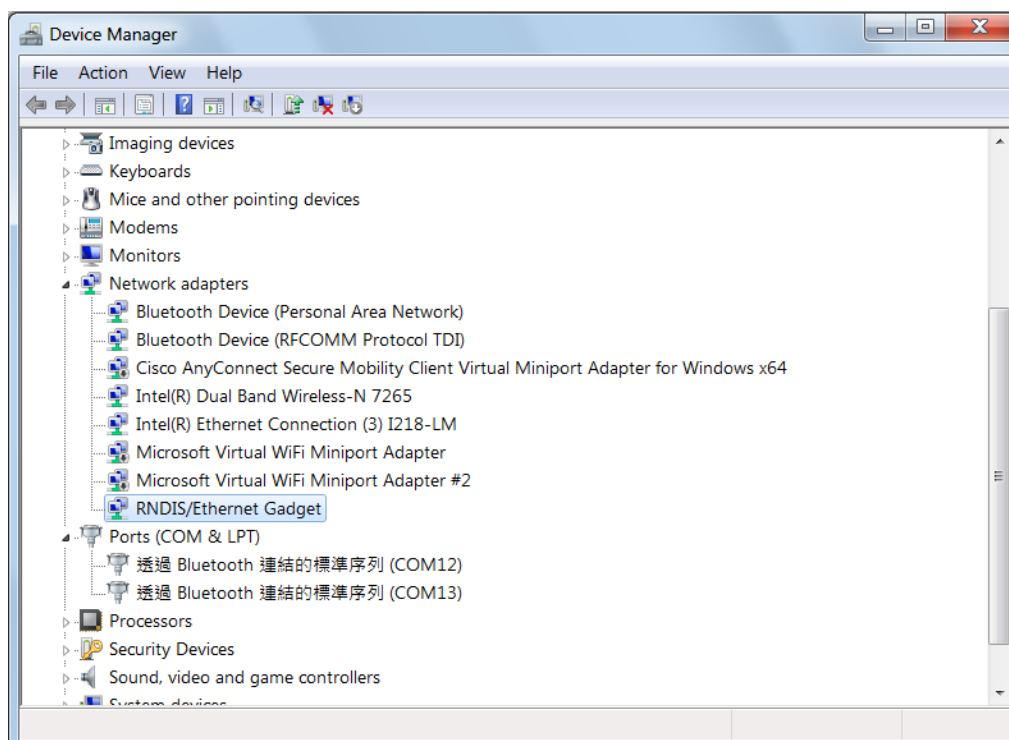 Device Manager
File Action View Help
Imaging devices
Keyboards
Mice and other pointing devices
Modems
Monitors
Network adapters
Bluetooth Device (Personal Area Network)
Bluetooth Device (RFCOMM Protocol TDI)
Cisco AnyConnect Secure Mobility Client Virtual Miniport Adapter for Windows x64
Intel(R) Dual Band Wireless-N 7265
Intel(R) Ethernet Connection (3) I218-LM
Microsoft Virtual WiFi Miniport Adapter
Microsoft Virtual WiFi Miniport Adapter #2
RNDIS/Ethernet Gadget
Ports (COM & LPT)
透過 Bluetooth 連結的標準序列 (COM12)
透過 Bluetooth 連結的標準序列 (COM13)
Processors
Security Devices
Sound, video and game controllers
System devices